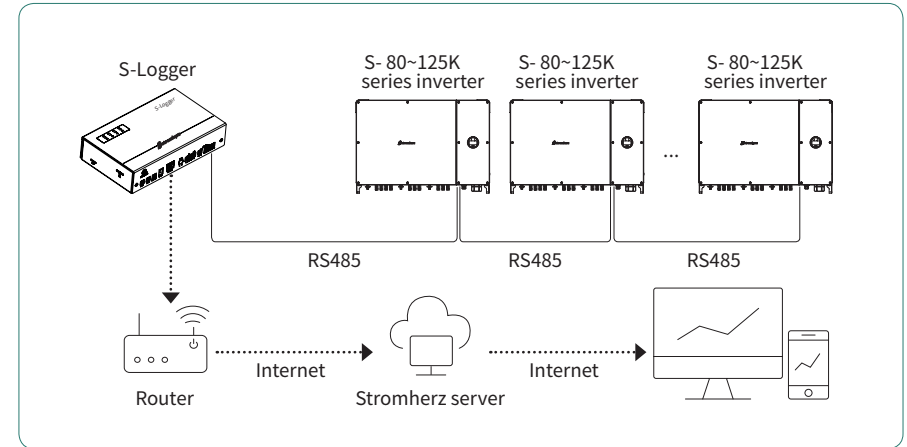 S-Logger
S- 80~125K
series inverter
S- 80~125K
series inverter
S- 80~125K
series inverter
S-Logger
...
RS485
RS485
RS485
Internet
Internet
Router
Stromherz server